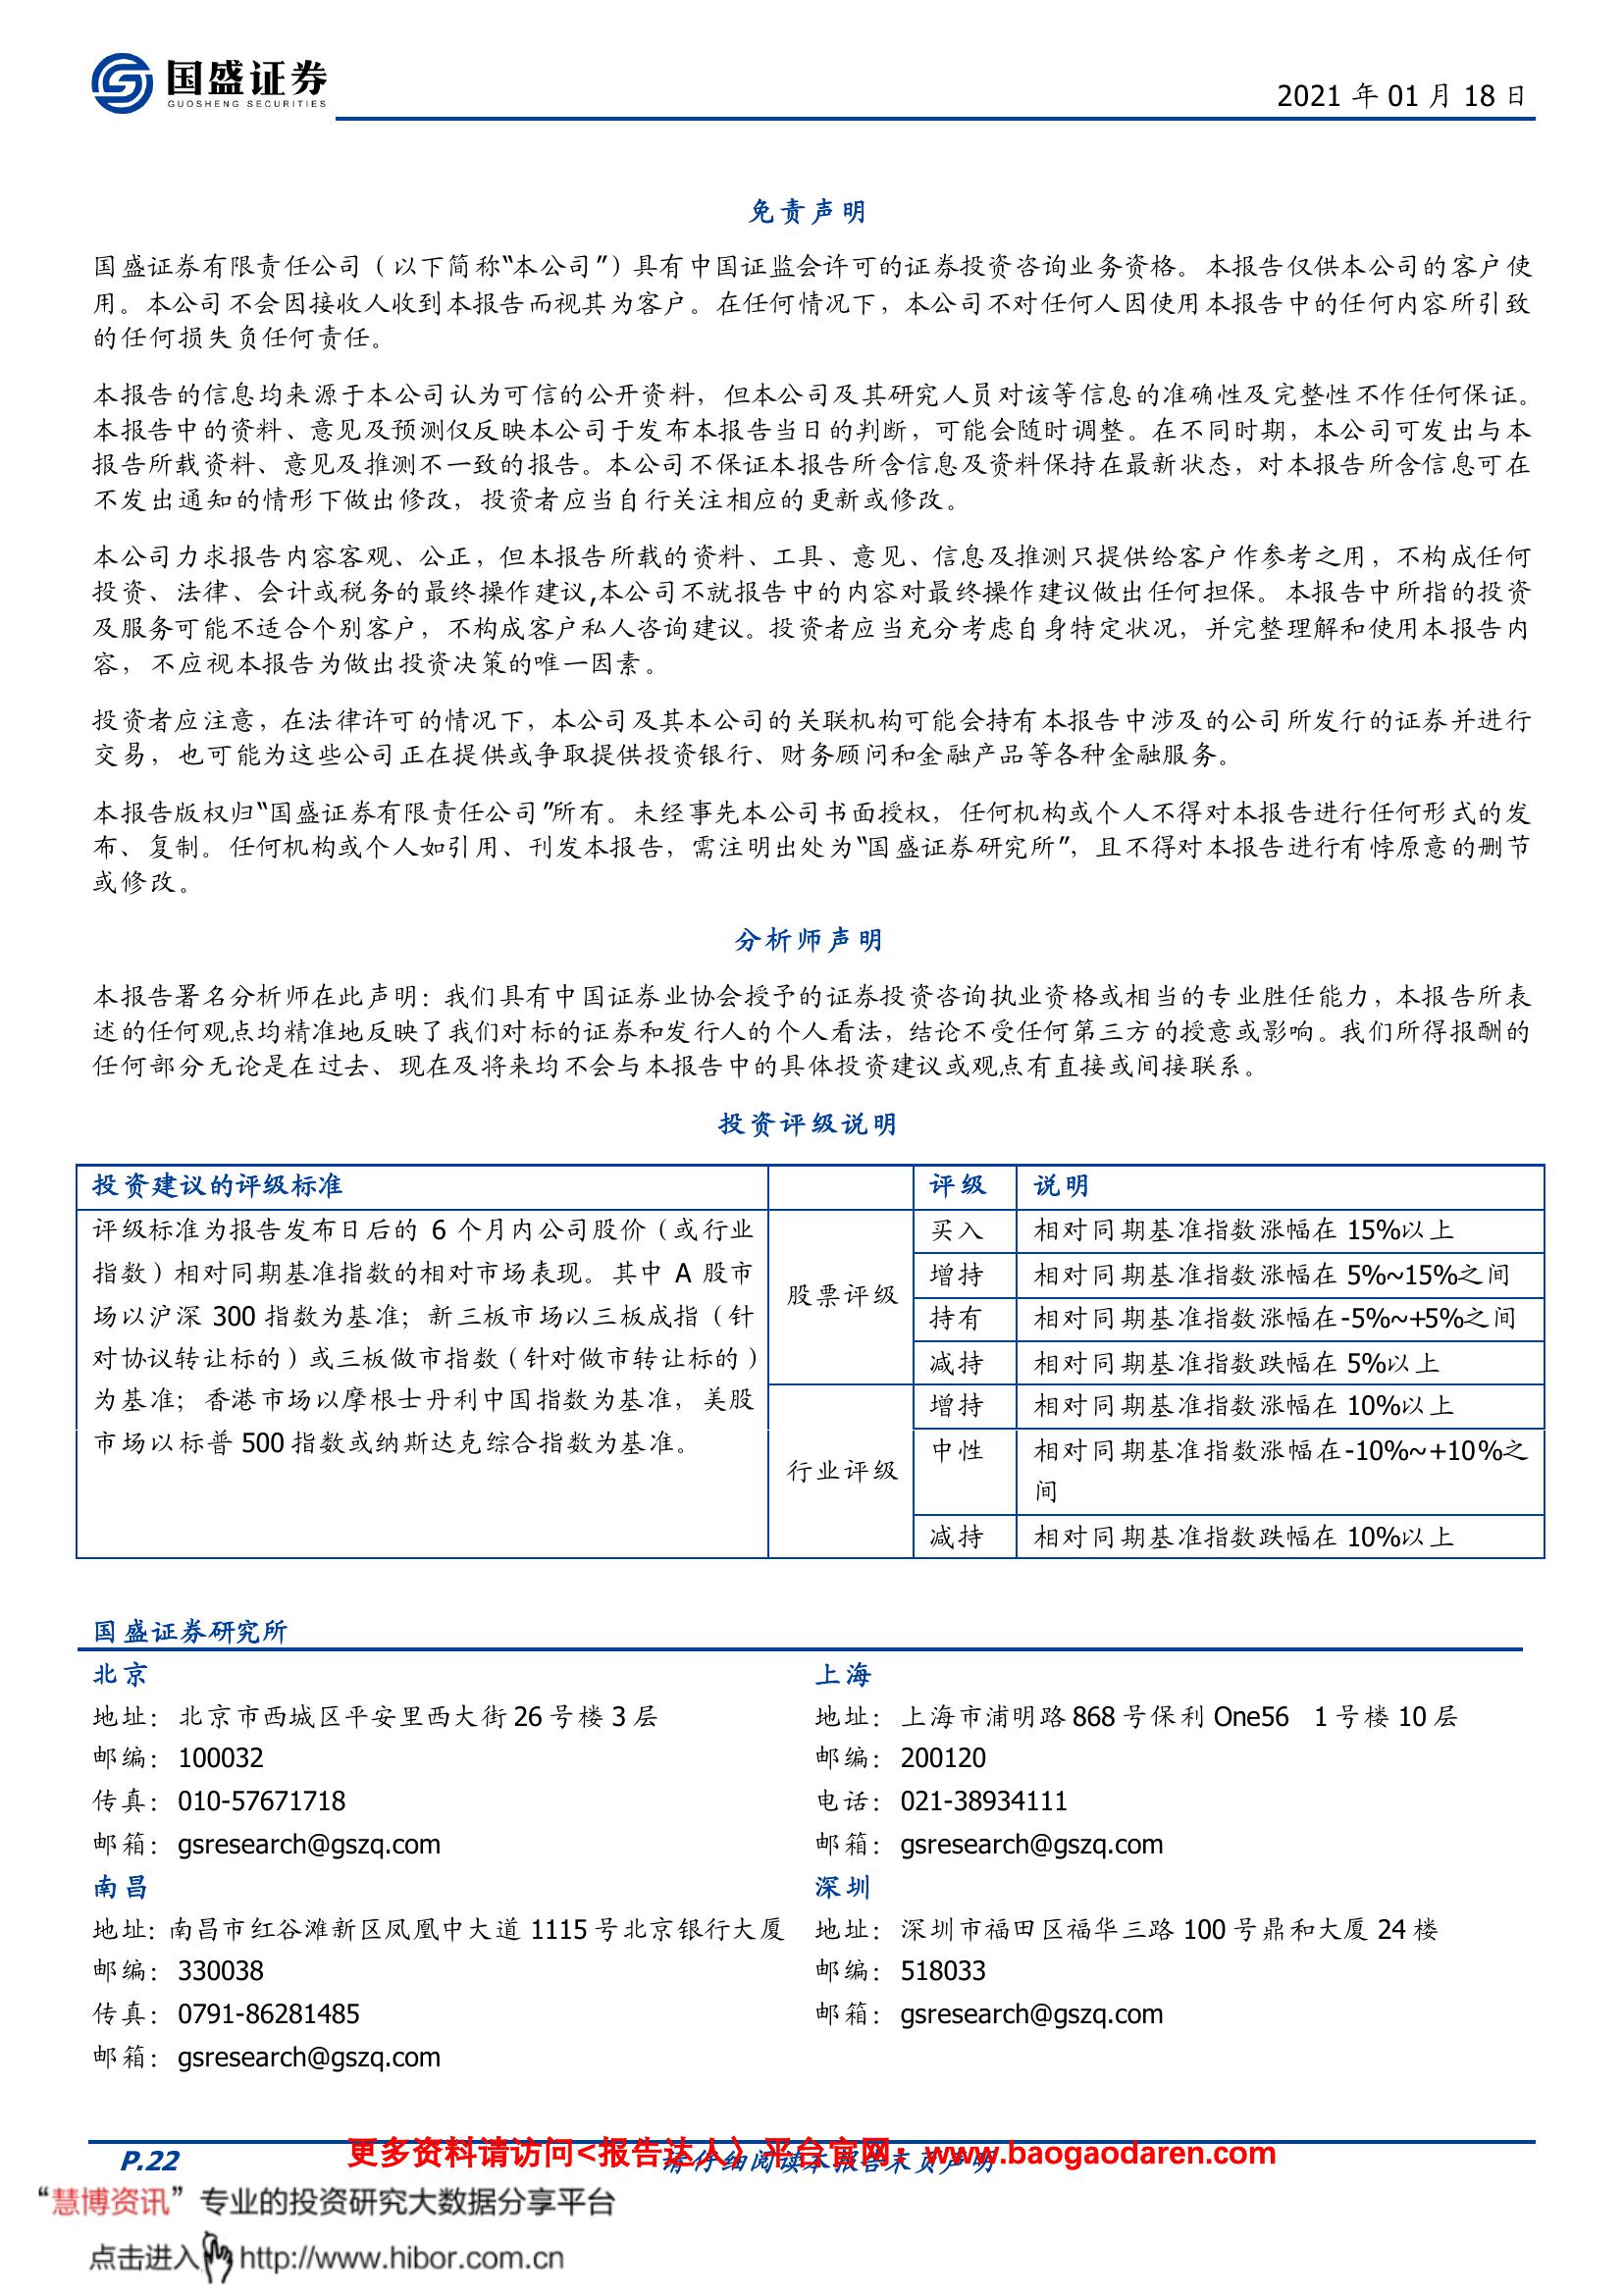 国盛证券
GUOSHENG SECURITIES
2021 年 01 月 18 日
免责声明
国盛证券有限责任公司（以下简称“本公司”）具有中国证监会许可的证券投资咨询业务资格。本报告仅供本公司的客户使
用。本公司不会因接收人收到本报告而视其为客户。在任何情况下，本公司不对任何人因使用本报告中的任何内容所引致
的任何损失负任何责任。
本报告的信息均来源于本公司认为可信的公开资料，但本公司及其研究人员对该等信息的准确性及完整性不作任何保证。
本报告中的资料、意见及预测仅反映本公司于发布本报告当日的判断，可能会随时调整。在不同时期，本公司可发出与本
报告所载资料、意见及推测不一致的报告。本公司不保证本报告所含信息及资料保持在最新状态，对本报告所含信息可在
不发出通知的情形下做出修改，投资者应当自行关注相应的更新或修改。
本公司力求报告内容客观、公正，但本报告所载的资料、工具、意见、信息及推测只提供给客户作参考之用，不构成任何
投资、法律、会计或税务的最终操作建议,本公司不就报告中的内容对最终操作建议做出任何担保。本报告中所指的投资
及服务可能不适合个别客户，不构成客户私人咨询建议。投资者应当充分考虑自身特定状况，并完整理解和使用本报告内
容，不应视本报告为做出投资决策的唯一因素。
投资者应注意，在法律许可的情况下，本公司及其本公司的关联机构可能会持有本报告中涉及的公司所发行的证券并进行
交易，也可能为这些公司正在提供或争取提供投资银行、财务顾问和金融产品等各种金融服务。
本报告版权归“国盛证券有限责任公司”所有。未经事先本公司书面授权，任何机构或个人不得对本报告进行任何形式的发
布、复制。任何机构或个人如引用、刊发本报告，需注明出处为“国盛证券研究所”，且不得对本报告进行有悖原意的删节
或修改。
分析师声明
本报告署名分析师在此声明：我们具有中国证券业协会授予的证券投资咨询执业资格或相当的专业胜任能力，本报告所表
述的任何观点均精准地反映了我们对标的证券和发行人的个人看法，结论不受任何第三方的授意或影响。我们所得报酬的
任何部分无论是在过去、现在及将来均不会与本报告中的具体投资建议或观点有直接或间接联系。
投资评级说明
投资建议的评级标准 评级 说明
评级标准为报告发布日后的 6 个月内公司股价（或行业
指数）相对同期基准指数的相对市场表现。其中 A 股市
场以沪深 300 指数为基准；新三板市场以三板成指（针
对协议转让标的）或三板做市指数（针对做市转让标的）
为基准；香港市场以摩根士丹利中国指数为基准，美股
市场以标普 500 指数或纳斯达克综合指数为基准。
股票评级
买入 相对同期基准指数涨幅在 15%以上
增持 相对同期基准指数涨幅在 5%~15%之间
持有 相对同期基准指数涨幅在-5%~+5%之间
减持 相对同期基准指数跌幅在 5%以上
行业评级
增持 相对同期基准指数涨幅在 10%以上
中性 相对同期基准指数涨幅在-10%~+10%之
间
减持 相对同期基准指数跌幅在 10%以上
国盛证券研究所
北京
地址：北京市西城区平安里西大街 26 号楼 3 层
邮编：100032
传真：010-57671718
邮箱：gsresearch@gszq.com
上海
地址：上海市浦明路 868 号保利 One56 1 号楼 10 层
邮编：200120
电话：021-38934111
邮箱：gsresearch@gszq.com
南昌
地址：南昌市红谷滩新区凤凰中大道 1115 号北京银行大厦
邮编：330038
传真：0791-86281485
邮箱：gsresearch@gszq.com
深圳
地址：深圳市福田区福华三路 100 号鼎和大厦 24 楼
邮编：518033
邮箱：gsresearch@gszq.com
P.22
请仔细阅读本报告末页声明
更多资料请访问<报告达人》平台官网：www.baogaodaren.com
“慧博资讯”专业的投资研究大数据分享平台
点击进入 http://www.hibor.com.cn